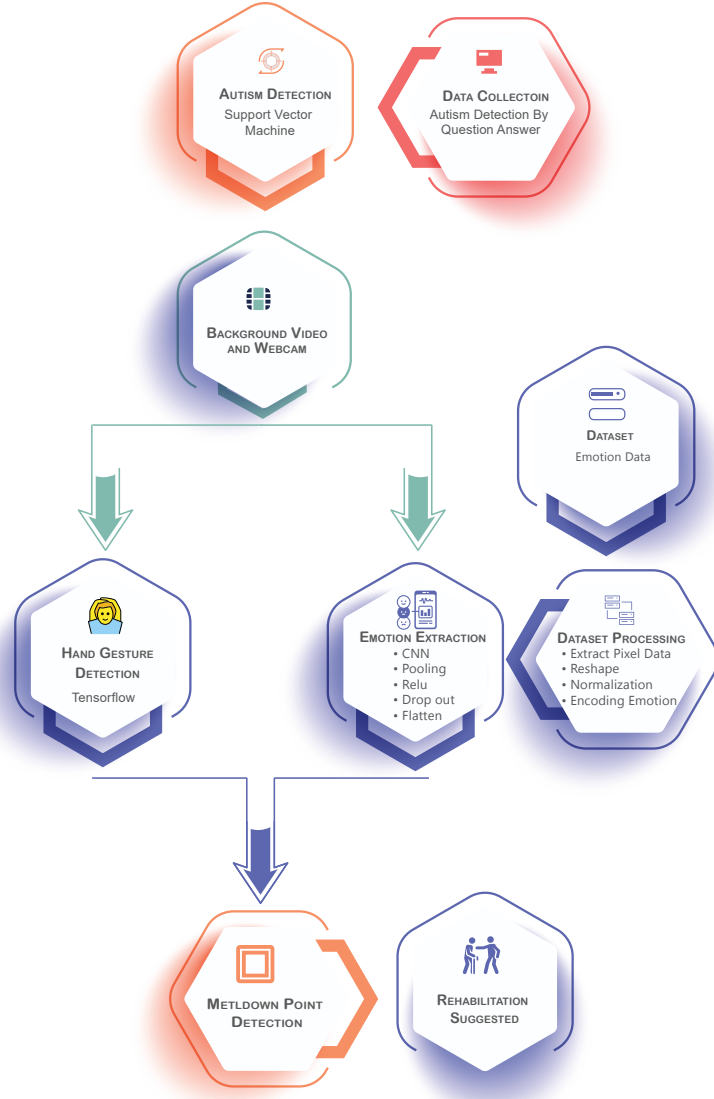 AUTISM DETECTION
Support Vector
Machine
DATA COLLECTOIN
Autism Detection By
Question Answer
BACKGROUND VIDEO
AND WEBCAM
DATASET
Emotion Data
HAND GESTURE
DETECTION
Tensorflow
EMOTION EXTRACTION
• CNN
• Pooling
• Relu
• Drop out
• Flatten
DATASET PROCESSING
• Extract Pixel Data
• Reshape
• Normalization
• Encoding Emotion
METLDOWN POINT
DETECTION
REHABILITATION
SUGGESTED